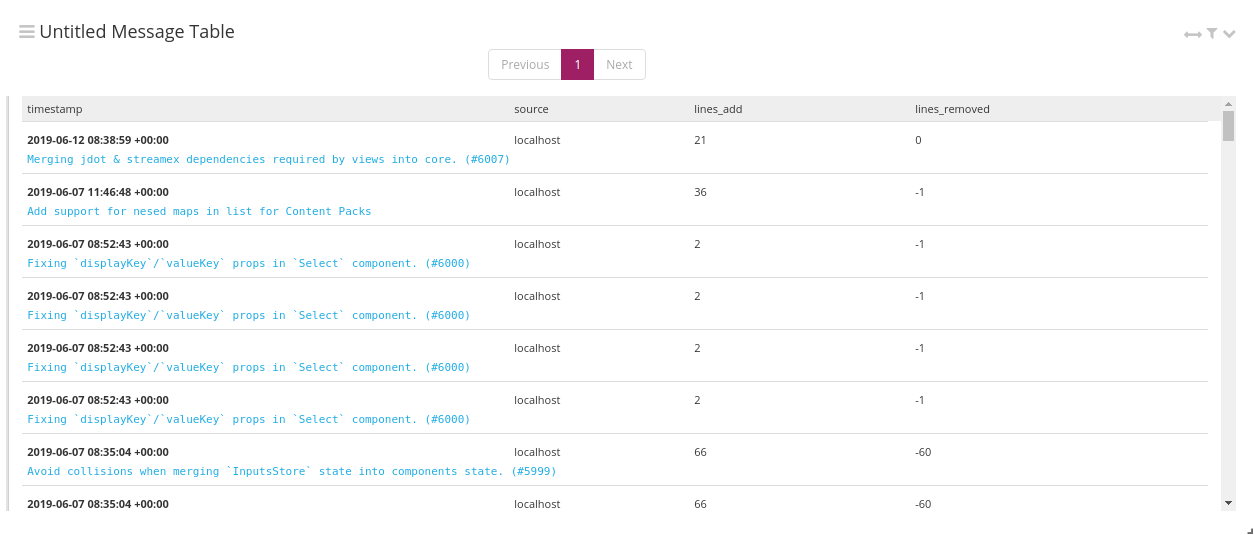 Untitled Message Table
Previous 1 Next
timestamp source lines_add lines_removed
2019-06-12 08:38:59 +00:00 localhost 21 0
Merging jdot & streamex dependencies required by views into core. (#6007)
2019-06-07 11:46:48 +00:00 localhost 36 -1
Add support for nesed maps in list for Content Packs
2019-06-07 08:52:43 +00:00 localhost 2 -1
Fixing `displayKey`/`valueKey` props in `Select` component. (#6000)
2019-06-07 08:52:43 +00:00 localhost 2 -1
Fixing `displayKey`/`valueKey` props in `Select` component. (#6000)
2019-06-07 08:52:43 +00:00 localhost 2 -1
Fixing `displayKey`/`valueKey` props in `Select` component. (#6000)
2019-06-07 08:52:43 +00:00 localhost 2 -1
Fixing `displayKey`/`valueKey` props in `Select` component. (#6000)
2019-06-07 08:35:04 +00:00 localhost 66 -60
Avoid collisions when merging `InputsStore` state into components state. (#5999)
2019-06-07 08:35:04 +00:00 localhost 66 -60